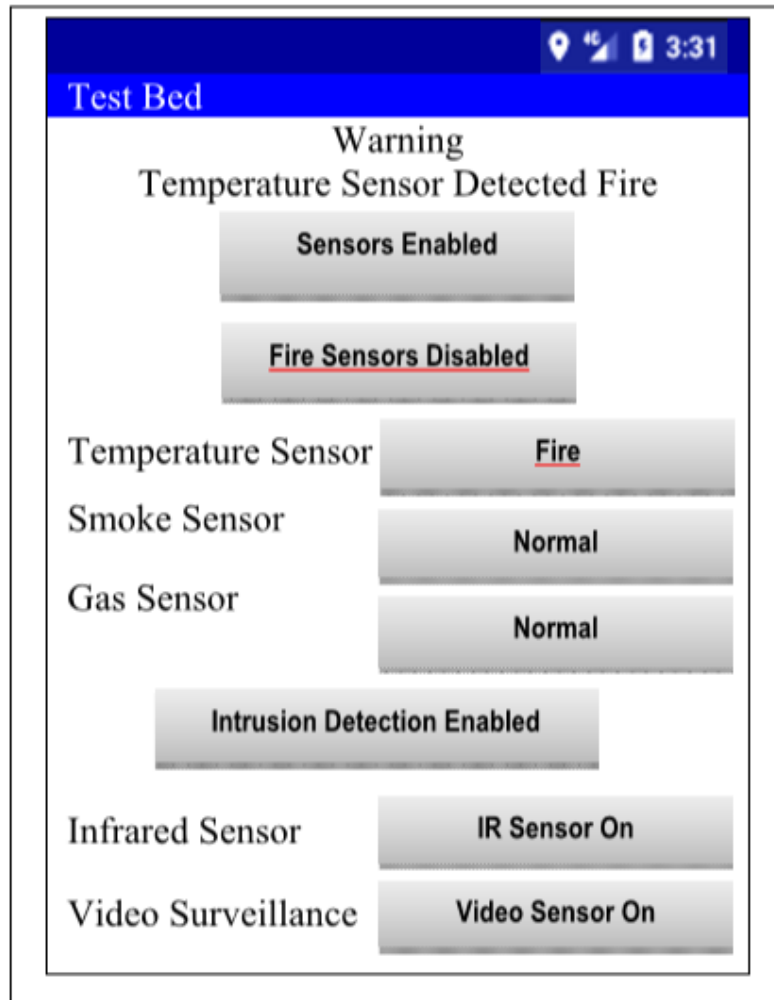 4G 3:31
Test Bed
Warning
Temperature Sensor Detected Fire
Sensors Enabled
Fire Sensors Disabled
Temperature Sensor Fire
Smoke Sensor Normal
Gas Sensor Normal
Intrusion Detection Enabled
Infrared Sensor IR Sensor On
Video Surveillance Video Sensor On